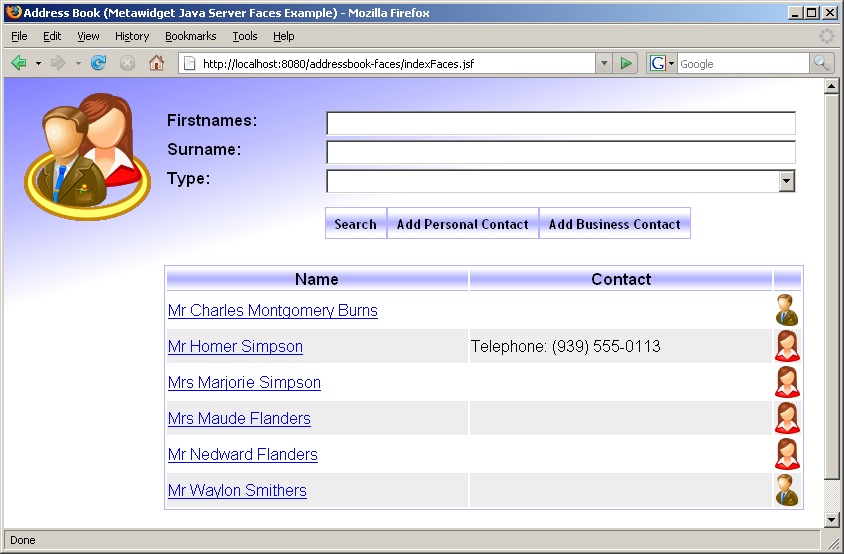 Address Book (Metawidget Java Server Faces Example) - Mozilla Firefox
File Edit View History Bookmarks Tools Help
http://localhost:8080/addressbook-faces/indexFaces.jsf G Google
Firstnames:
Surname:
Type:
Search Add Personal Contact Add Business Contact
Name Contact
Mr Charles Montgomery Burns
Mr Homer Simpson Telephone: (939) 555-0113
Mrs Marjorie Simpson
Mrs Maude Flanders
Mr Nedward Flanders
Mr Waylon Smithers
Done